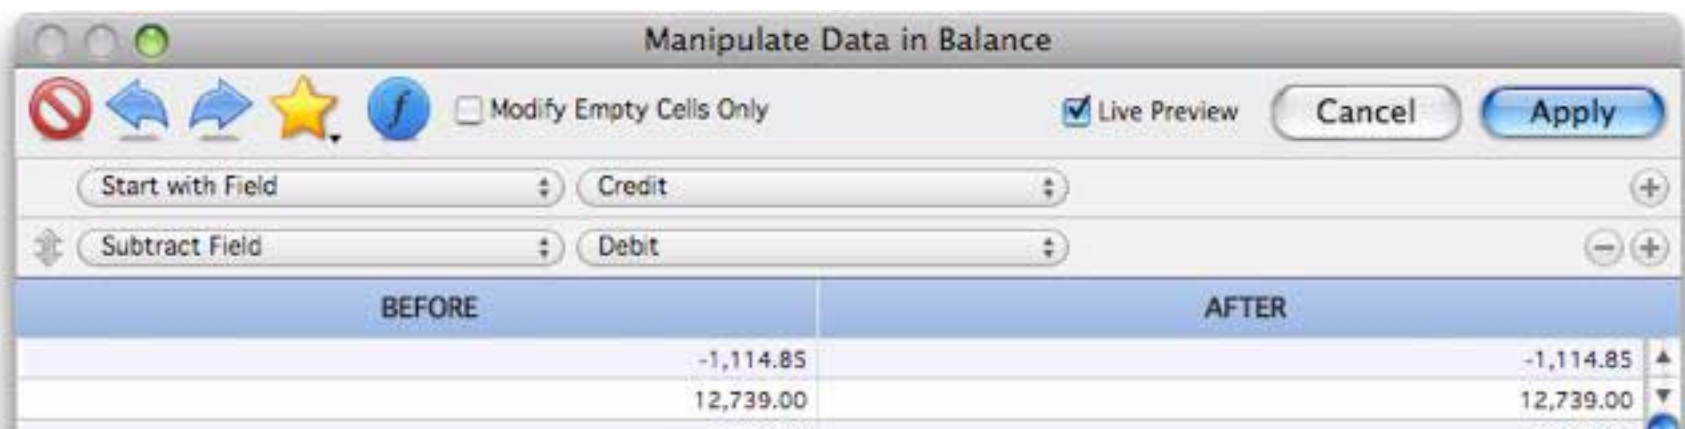 Manipulate Data in Balance
f Modify Empty Cells Only Live Preview Cancel Apply
Start with Field Credit
Subtract Field Debit
BEFORE AFTER
-1,114.85 -1,114.85
12,739.00 12,739.00